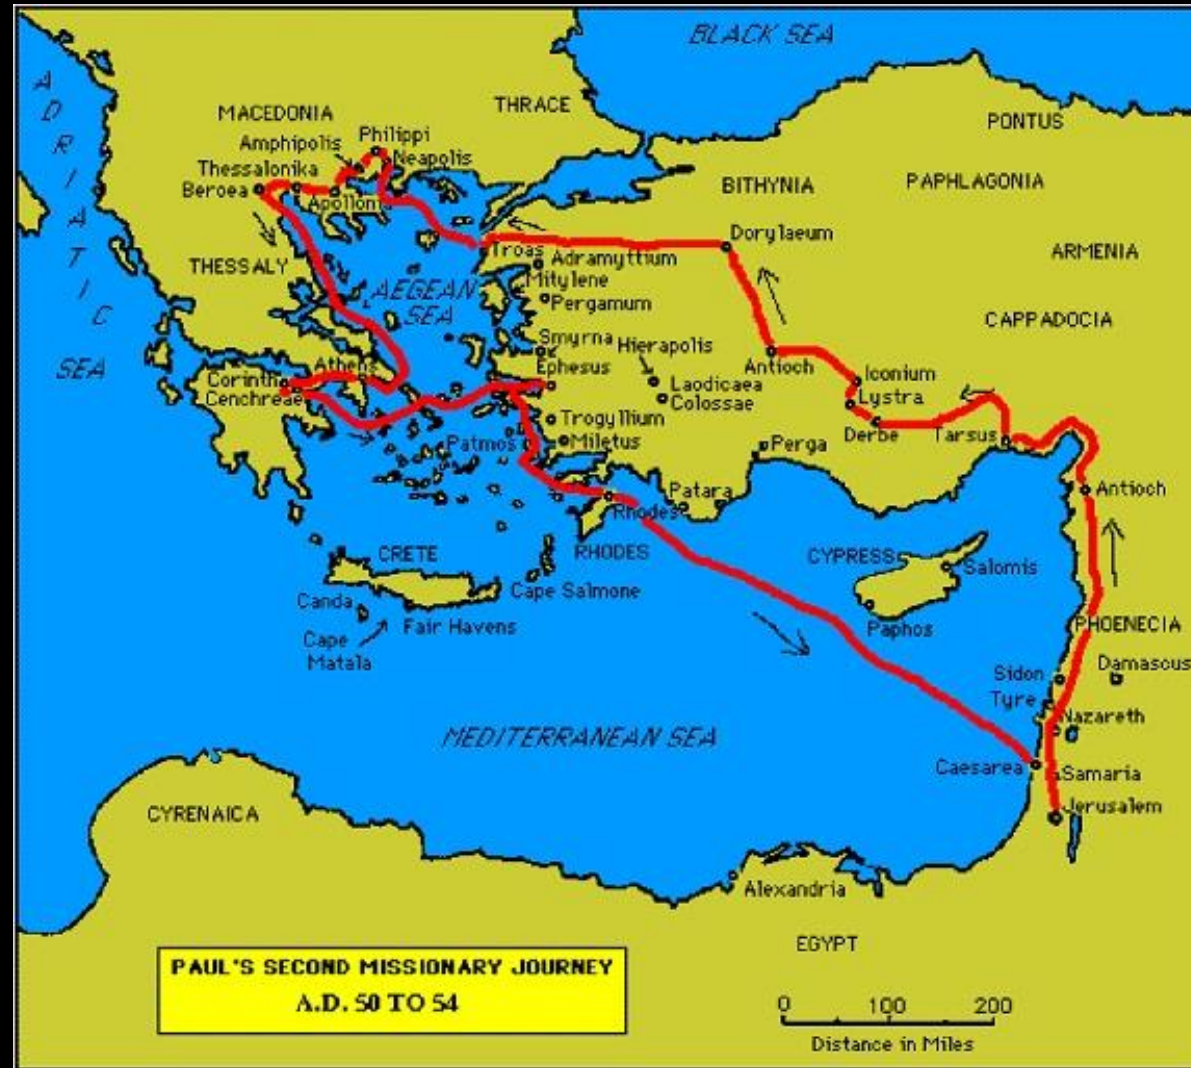 BLACK SEA
ADRIATIC SEA
MACEDONIA
THRACE
PONTUS
Philippi
Amphipolis
Neapolis
Thessalonika
Beroea
Apollonia
BITHYNIA
PAPHLAGONIA
Dorylaeum
ARMENIA
THESSALY
Troas
Adramyttium
Mitylene
Pergamum
AEGEAN
SEA
CAPPADOCIA
Smyrna
Hierapolis
Athens
Ephesus
Antioch
Iconium
Corinth
Cenchreae
Laodicaea
Colossae
Lystra
Trogyllium
Derbe
Tarsus
Patmos
Miletus
Perga
Patara
Antioch
Rhodes
CRETE
RHODES
CYPRESS
Salomis
Cape Salmone
Canda
Fair Havens
Paphos
PHOENECIA
Cape
Matala
Sidon
Damascus
Tyre
Nazareth
MEDITERRANEAN SEA
Caesarea
Samaria
Jerusalem
CYRENAICA
Alexandria
EGYPT
PAUL'S SECOND MISSIONARY JOURNEY
A.D. 50 TO 54
0 100 200
Distance in Miles